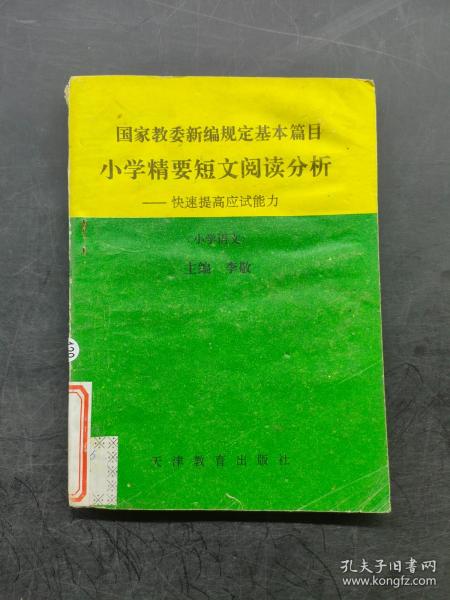 国家教委新编规定基本篇目
小学精要短文阅读分析
——快速提高应试能力
小学语文
主编 李敬
天津教育出版社
孔夫子旧书网
www.kongfz.com